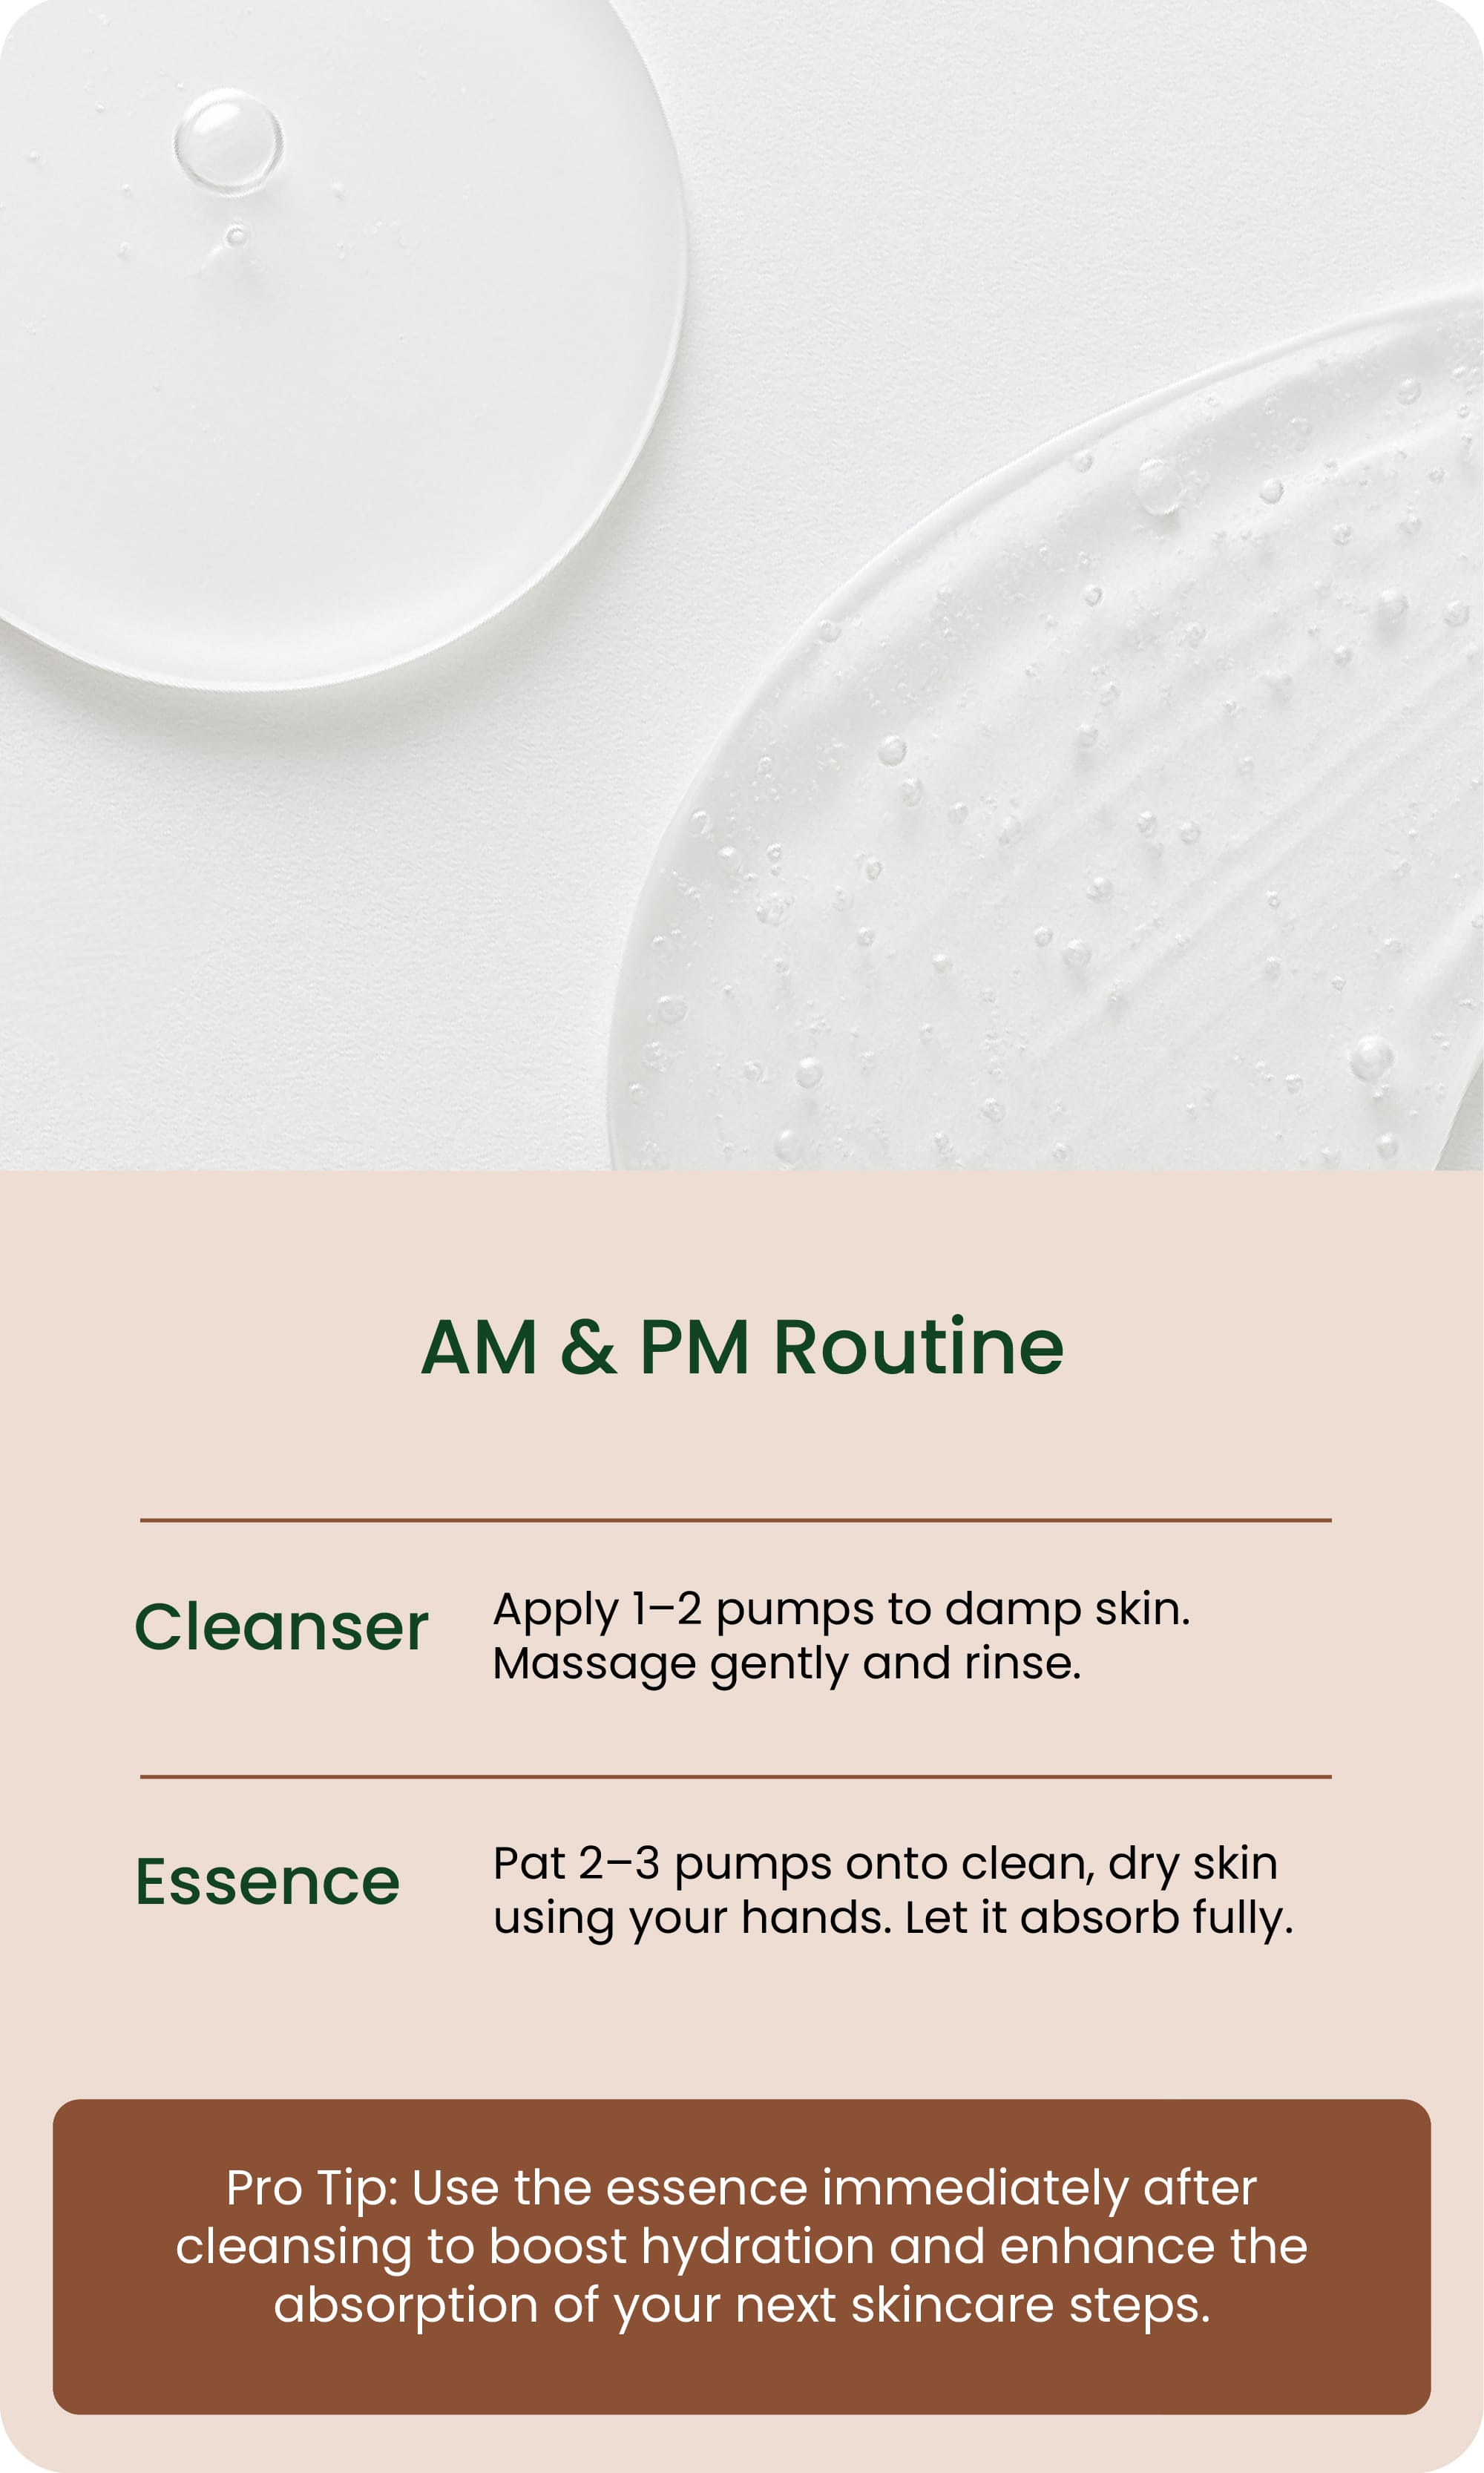 AM & PM Routine
Cleanser
Apply 1–2 pumps to damp skin.
Massage gently and rinse.
Essence
Pat 2–3 pumps onto clean, dry skin
using your hands. Let it absorb fully.
Pro Tip: Use the essence immediately after
cleansing to boost hydration and enhance the
absorption of your next skincare steps.